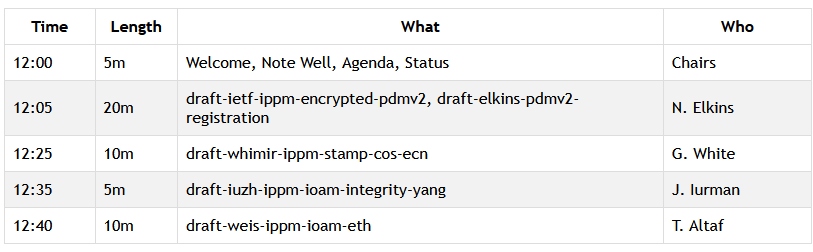 Time Length What Who
12:00 5m Welcome, Note Well, Agenda, Status Chairs
12:05 20m draft-ietf-ippm-encrypted-pdmv2, draft-elkins-pdmv2-
registration N. Elkins
12:25 10m draft-whimir-ippm-stamp-cos-ecn G. White
12:35 5m draft-iuzh-ippm-ioam-integrity-yang J. Iurman
12:40 10m draft-weis-ippm-ioam-eth T. Altaf